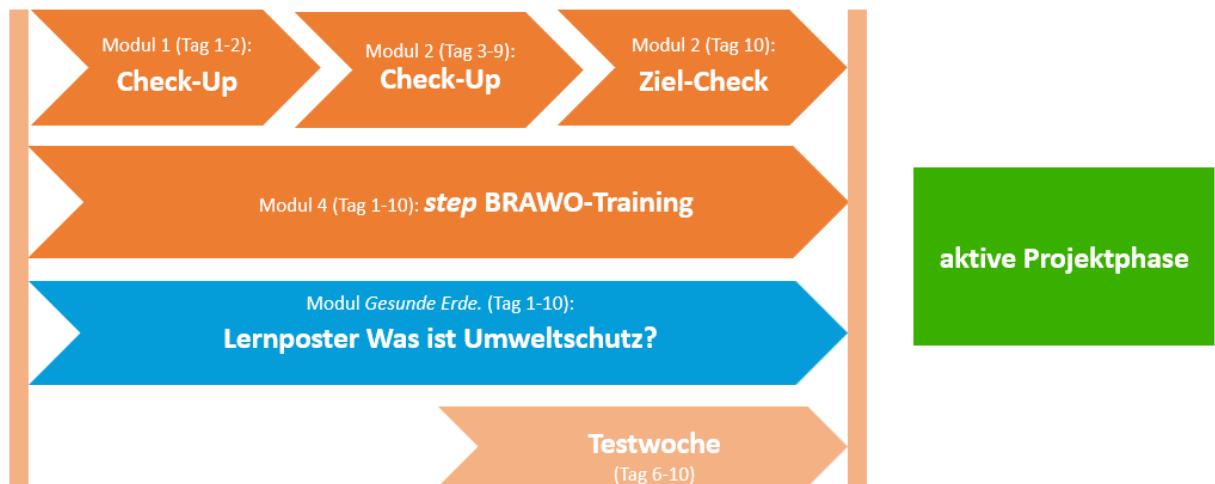 Modul 1 (Tag 1-2):
Check-Up
Modul 2 (Tag 3-9):
Check-Up
Modul 2 (Tag 10):
Ziel-Check
Modul 4 (Tag 1-10): step BRAWO-Training
Modul Gesunde Erde. (Tag 1-10):
Lernposter Was ist Umweltschutz?
Testwoche
(Tag 6-10)
aktive Projektphase